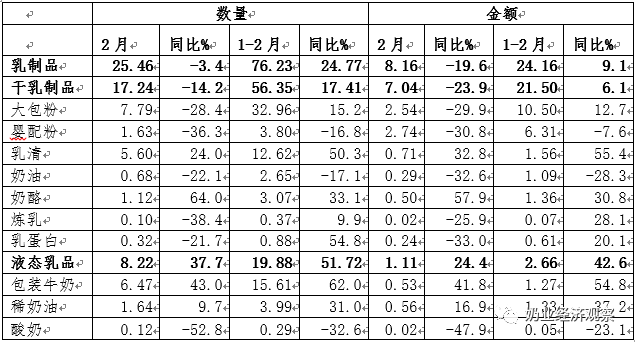 数量 金额
2月 同比% 1-2月 同比% 2月 同比% 1-2月 同比%
乳制品 25.46 -3.4 76.23 24.77 8.16 -19.6 24.16 9.1
干乳制品 17.24 -14.2 56.35 17.41 7.04 -23.9 21.50 6.1
大包粉 7.79 -28.4 32.96 15.2 2.54 -29.9 10.50 12.7
婴配粉 1.63 -36.3 3.80 -16.8 2.74 -30.8 6.31 -7.6
乳清 5.60 24.0 12.62 50.3 0.71 32.8 1.56 55.4
奶油 0.68 -22.1 2.65 -17.1 0.29 -32.6 1.09 -28.3
奶酪 1.12 64.0 3.07 33.1 0.50 57.9 1.36 30.8
炼乳 0.10 -38.4 0.37 9.9 0.02 -25.9 0.07 28.1
乳蛋白 0.32 -21.7 0.88 54.8 0.24 -33.0 0.61 20.1
液态乳品 8.22 37.7 19.88 51.72 1.11 24.4 2.66 42.6
包装牛奶 6.47 43.0 15.61 62.0 0.53 41.8 1.27 54.8
稀奶油 1.64 9.7 3.99 31.0 0.56 16.9 1.33 37.2
酸奶 0.12 -52.8 0.29 -32.6 0.02 -47.9 0.05 -23.1
奶业经济观察